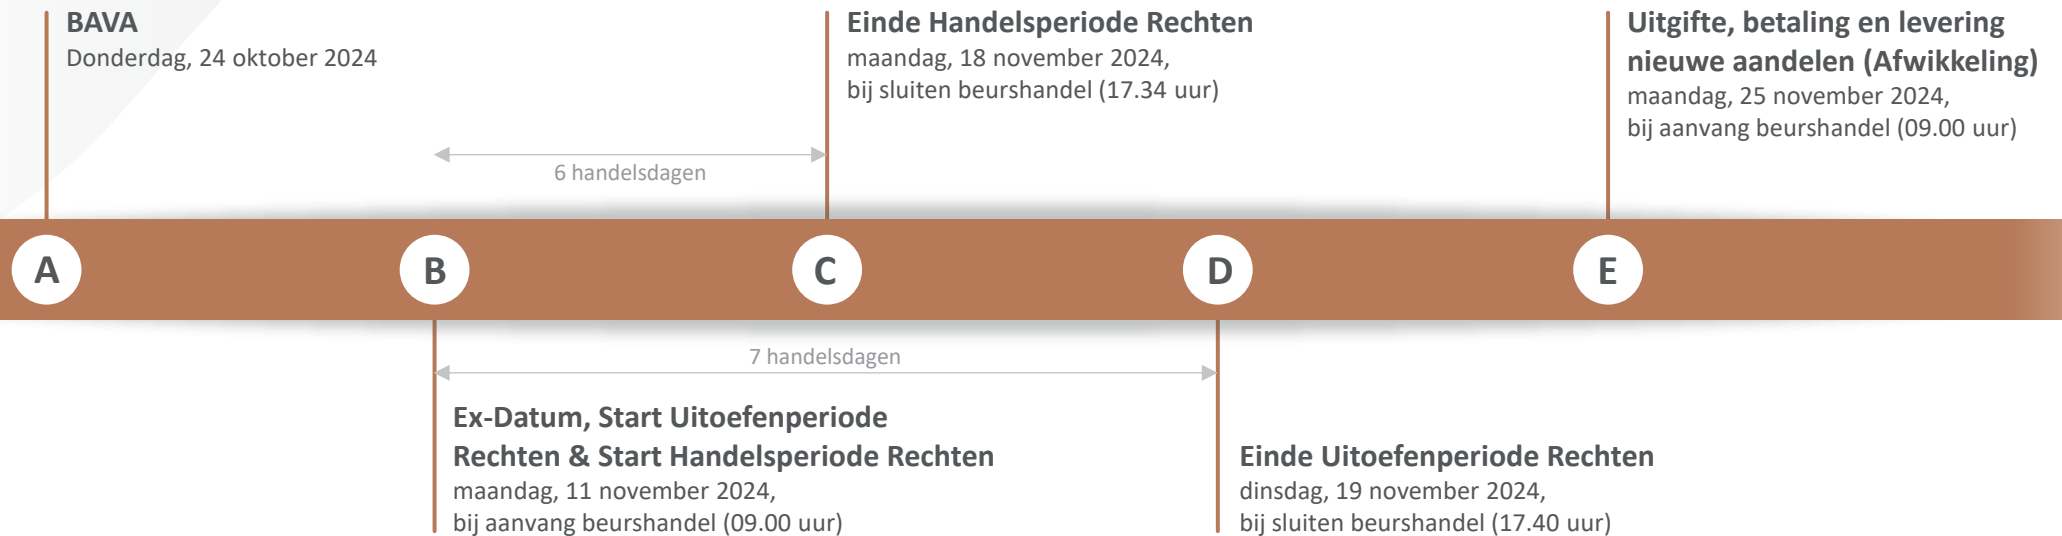 BAVA
Donderdag, 24 oktober 2024
Einde Handelsperiode Rechten
maandag, 18 november 2024,
bij sluiten beurshandel (17.34 uur)
Uitgifte, betaling en levering
nieuwe aandelen (Afwikkeling)
maandag, 25 november 2024,
bij aanvang beurshandel (09.00 uur)
6 handelsdagen
A
B
C
D
E
7 handelsdagen
Ex-Datum, Start Uitoefenperiode
Rechten & Start Handelsperiode Rechten
maandag, 11 november 2024,
bij aanvang beurshandel (09.00 uur)
Einde Uitoefenperiode Rechten
dinsdag, 19 november 2024,
bij sluiten beurshandel (17.40 uur)